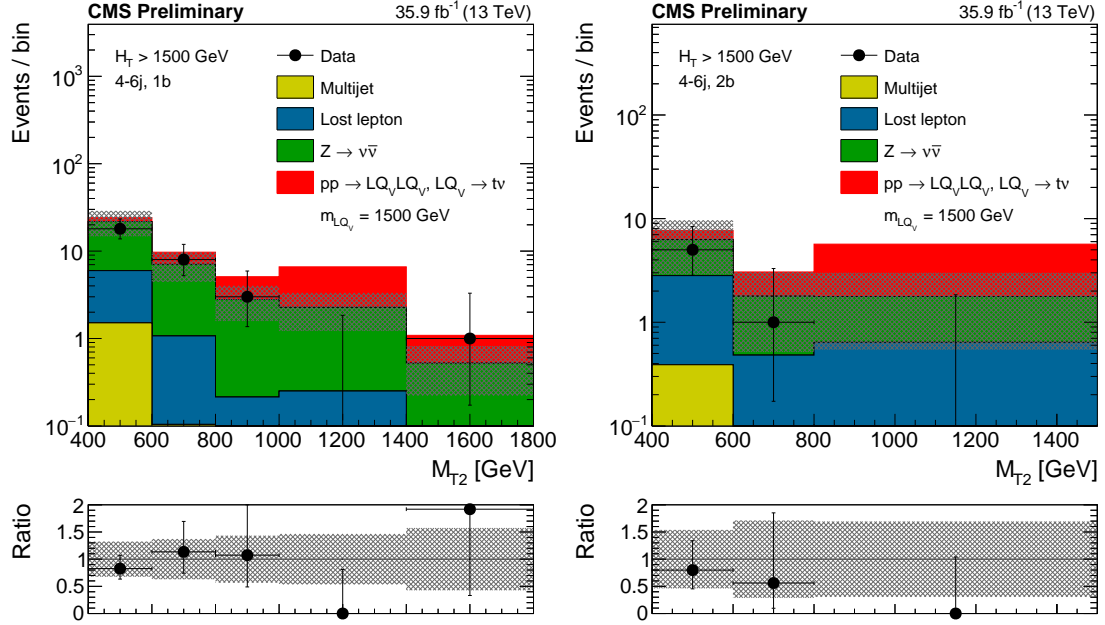 CMS Preliminary 35.9 fb⁻¹ (13 TeV)
Events / bin
H_T > 1500 GeV
4-6j, 1b
Data
Multijet
Lost lepton
Z → νν̅
pp → LQ_V LQ_V, LQ_V → tν
m_LQ_V = 1500 GeV
10³
10²
10
1
10⁻¹
400 600 800 1000 1200 1400 1600 1800
M_T2 [GeV]
Ratio
2
1.5
1
0.5
0
CMS Preliminary 35.9 fb⁻¹ (13 TeV)
Events / bin
H_T > 1500 GeV
4-6j, 2b
Data
Multijet
Lost lepton
Z → νν̅
pp → LQ_V LQ_V, LQ_V → tν
m_LQ_V = 1500 GeV
10²
10
1
10⁻¹
400 600 800 1000 1200 1400
M_T2 [GeV]
Ratio
2
1.5
1
0.5
0